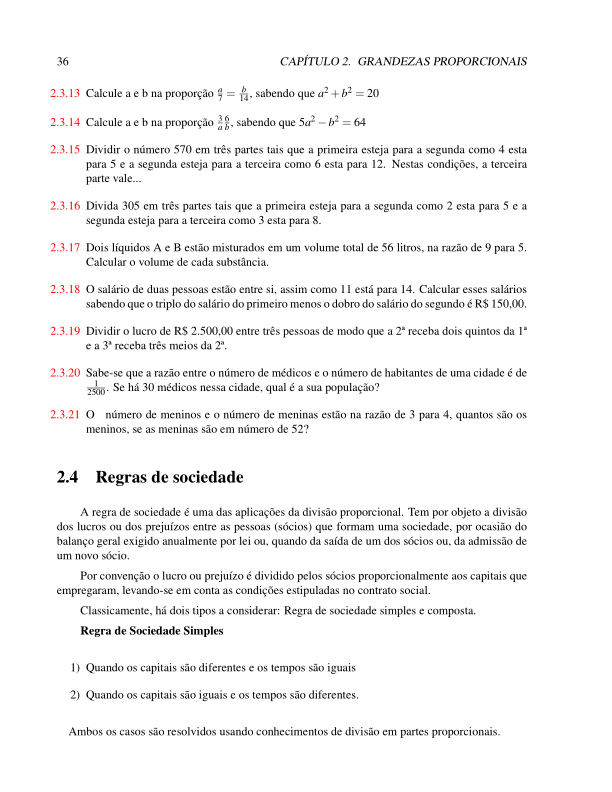 36 CAPÍTULO 2. GRANDEZAS PROPORCIONAIS
2.3.13 Calcule a e b na proporção a/7 = b/14, sabendo que a² + b² = 20
2.3.14 Calcule a e b na proporção 3/a 6/b, sabendo que 5a² − b² = 64
2.3.15 Dividir o número 570 em três partes tais que a primeira esteja para a segunda como 4 esta
para 5 e a segunda esteja para a terceira como 6 esta para 12. Nestas condições, a terceira
parte vale...
2.3.16 Divida 305 em três partes tais que a primeira esteja para a segunda como 2 esta para 5 e a
segunda esteja para a terceira como 3 esta para 8.
2.3.17 Dois líquidos A e B estão misturados em um volume total de 56 litros, na razão de 9 para 5.
Calcular o volume de cada substância.
2.3.18 O salário de duas pessoas estão entre si, assim como 11 está para 14. Calcular esses salários
sabendo que o triplo do salário do primeiro menos o dobro do salário do segundo é R$ 150,00.
2.3.19 Dividir o lucro de R$ 2.500,00 entre três pessoas de modo que a 2ª receba dois quintos da 1ª
e a 3ª receba três meios da 2ª.
2.3.20 Sabe-se que a razão entre o número de médicos e o número de habitantes de uma cidade é de
1/2500. Se há 30 médicos nessa cidade, qual é a sua população?
2.3.21 O número de meninos e o número de meninas estão na razão de 3 para 4, quantos são os
meninos, se as meninas são em número de 52?
2.4 Regras de sociedade
A regra de sociedade é uma das aplicações da divisão proporcional. Tem por objeto a divisão
dos lucros ou dos prejuízos entre as pessoas (sócios) que formam uma sociedade, por ocasião do
balanço geral exigido anualmente por lei ou, quando da saída de um dos sócios ou, da admissão de
um novo sócio.
Por convenção o lucro ou prejuízo é dividido pelos sócios proporcionalmente aos capitais que
empregaram, levando-se em conta as condições estipuladas no contrato social.
Classicamente, há dois tipos a considerar: Regra de sociedade simples e composta.
Regra de Sociedade Simples
1) Quando os capitais são diferentes e os tempos são iguais
2) Quando os capitais são iguais e os tempos são diferentes.
Ambos os casos são resolvidos usando conhecimentos de divisão em partes proporcionais.